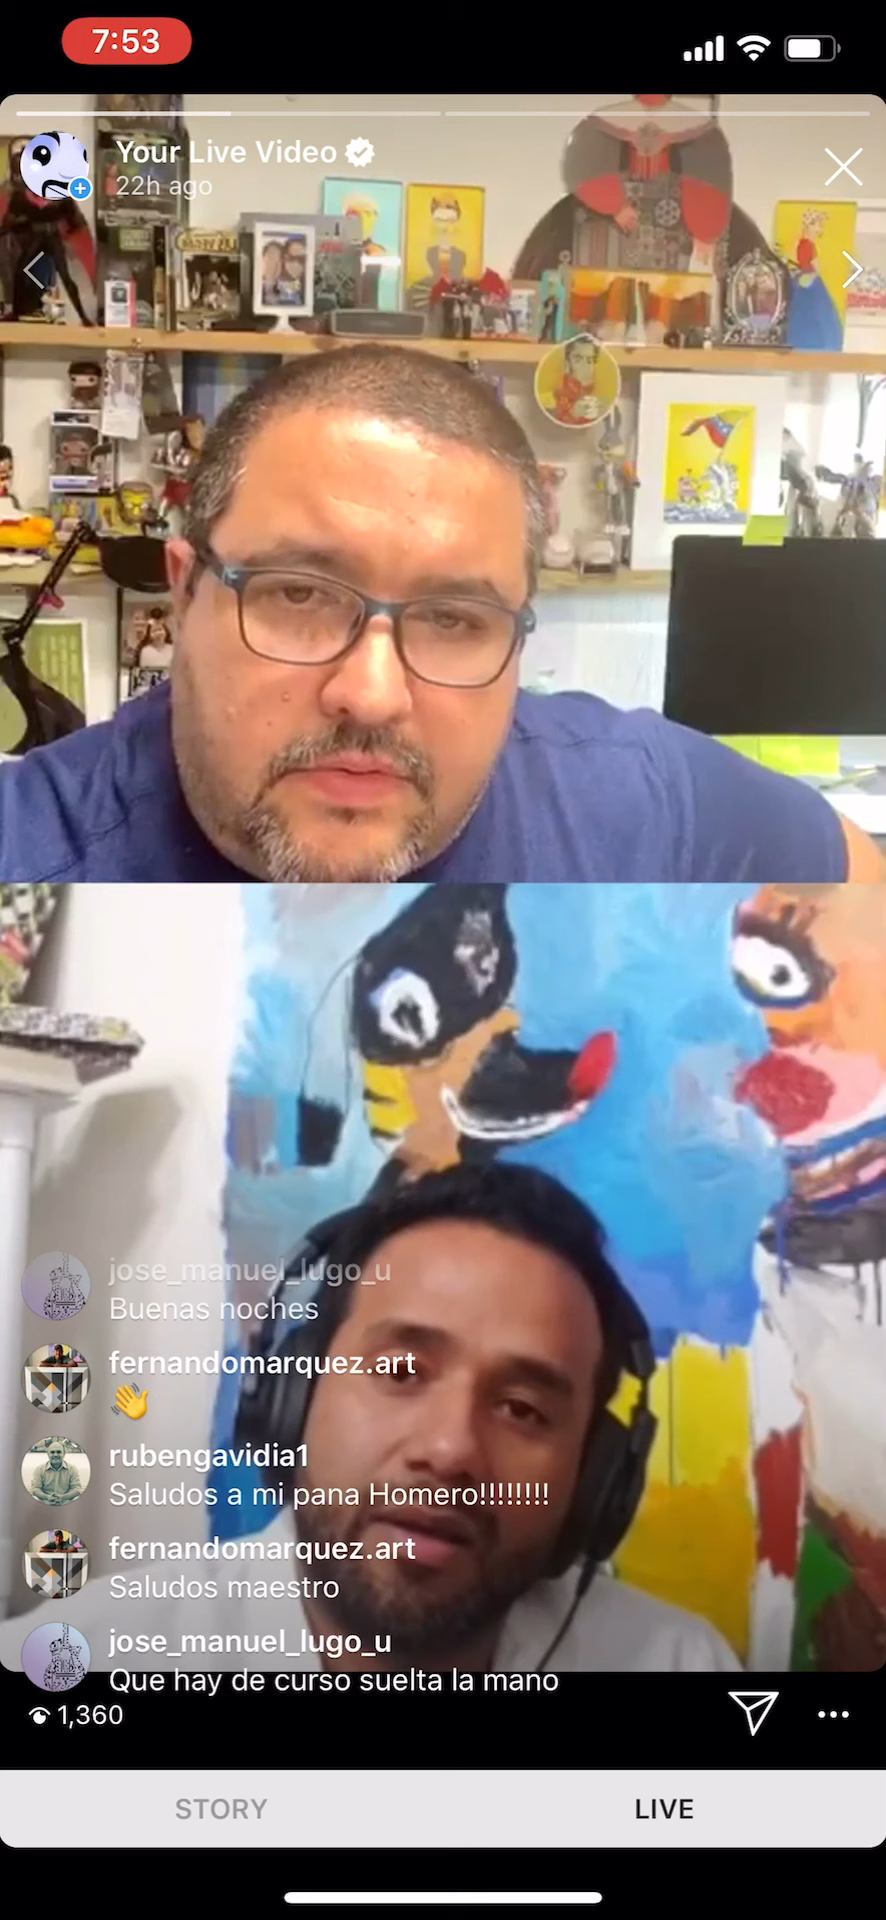 7:53
Your Live Video
22h ago
jose_manuel_lugo_u
Buenas noches
fernandomarquez.art
👋
rubengavidia1
Saludos a mi pana Homero!!!!!!!!
fernandomarquez.art
Saludos maestro
jose_manuel_lugo_u
Que hay de curso suelta la mano
1,360
STORY
LIVE